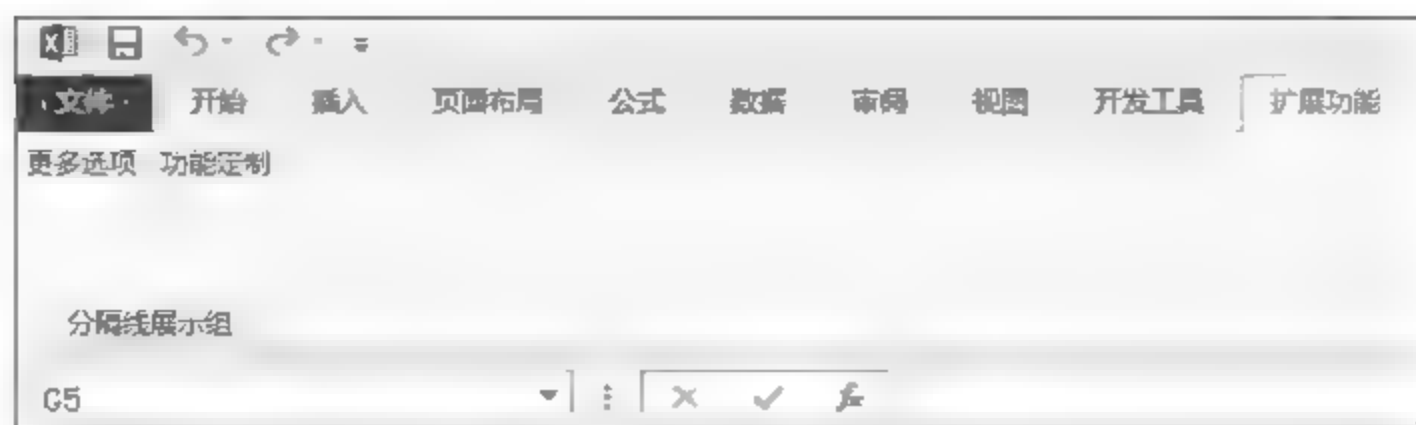 文件 开始 插入 页面布局 公式 数据 审阅 视图 开发工具 扩展功能
更多选项 功能定制
分隔线展示组
G5 fx